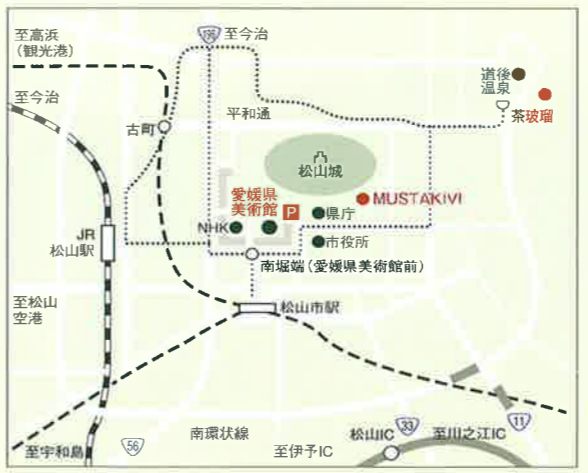 至高浜
(観光港)
196
至今治
至今治
道後
温泉
茶玻瑠
平和通
古町
松山城
愛媛県
美術館
P
MUSTAKIVI
県庁
NHK
市役所
JR
松山駅
南堀端(愛媛県美術館前)
至松山
空港
松山市駅
南環状線
56
至宇和島
至伊予IC
松山IC
33
至川之江IC
11